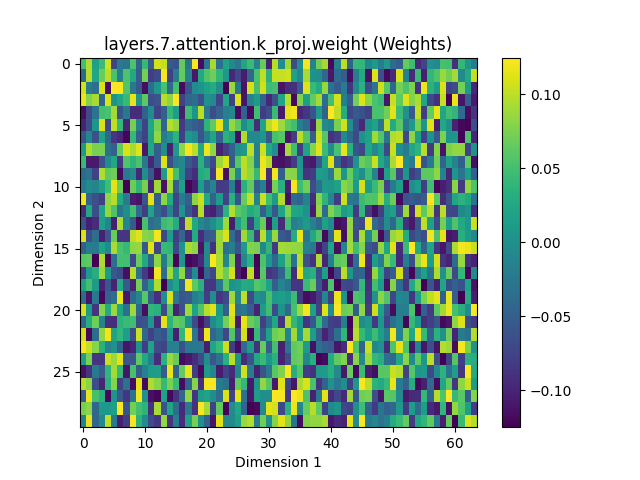 layers.7.attention.k_proj.weight (Weights)
0
5
10
15
20
25
Dimension 2
0 10 20 30 40 50 60
Dimension 1
0.10
0.05
0.00
−0.05
−0.10